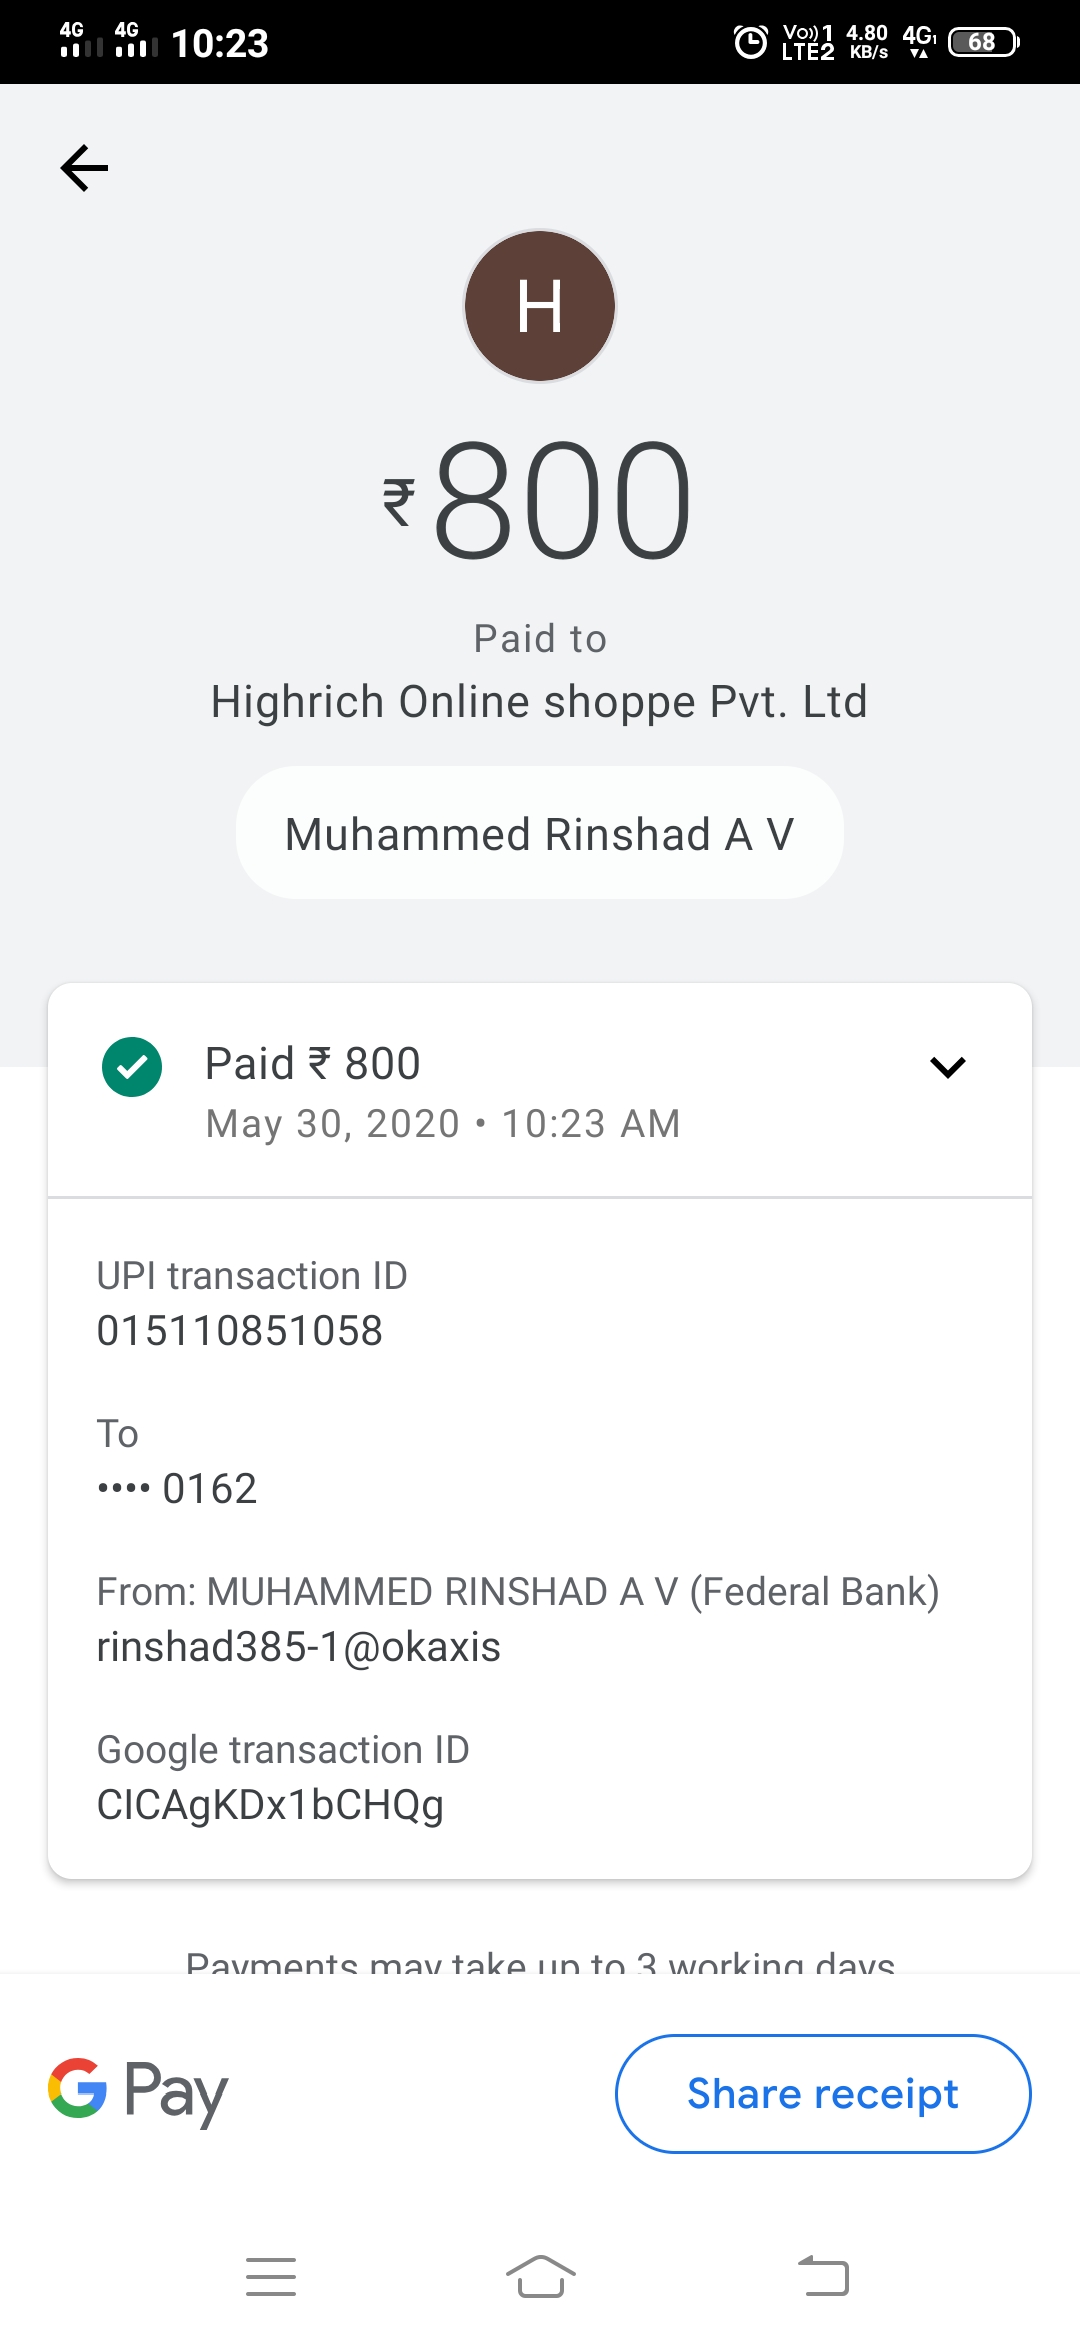 4G 4G 10:23 Vo)) 1 LTE2 4.80 KB/s 4G1 68
H
₹800
Paid to
Highrich Online shoppe Pvt. Ltd
Muhammed Rinshad A V
Paid ₹ 800
May 30, 2020 • 10:23 AM
UPI transaction ID
015110851058
To
•••• 0162
From: MUHAMMED RINSHAD A V (Federal Bank)
rinshad385-1@okaxis
Google transaction ID
CICAgKDx1bCHQg
Payments may take up to 3 working days
G Pay
Share receipt